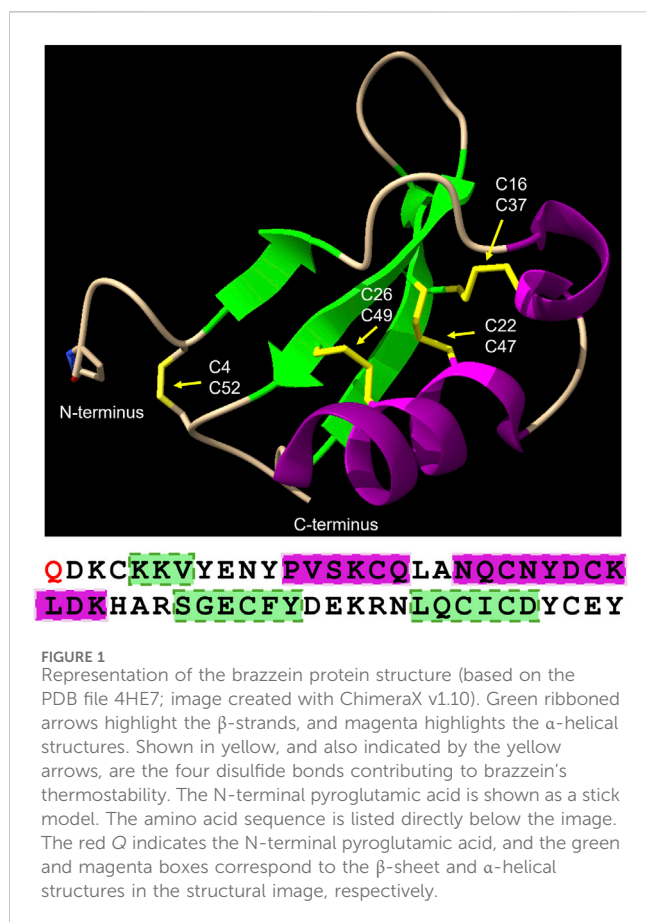 C16
C37
C26
C49
C22
C47
C4
C52
N-terminus
C-terminus
QDKCKKVYENYPVSKCQLANQCNYDCK
LDKHARSGECFYDEKRNLQCICDYCEY
FIGURE 1
Representation of the brazzein protein structure (based on the
PDB file 4HE7; image created with ChimeraX v1.10). Green ribboned
arrows highlight the β-strands, and magenta highlights the α-helical
structures. Shown in yellow, and also indicated by the yellow
arrows, are the four disulfide bonds contributing to brazzein's
thermostability. The N-terminal pyroglutamic acid is shown as a stick
model. The amino acid sequence is listed directly below the image.
The red Q indicates the N-terminal pyroglutamic acid, and the green
and magenta boxes correspond to the β-sheet and α-helical
structures in the structural image, respectively.